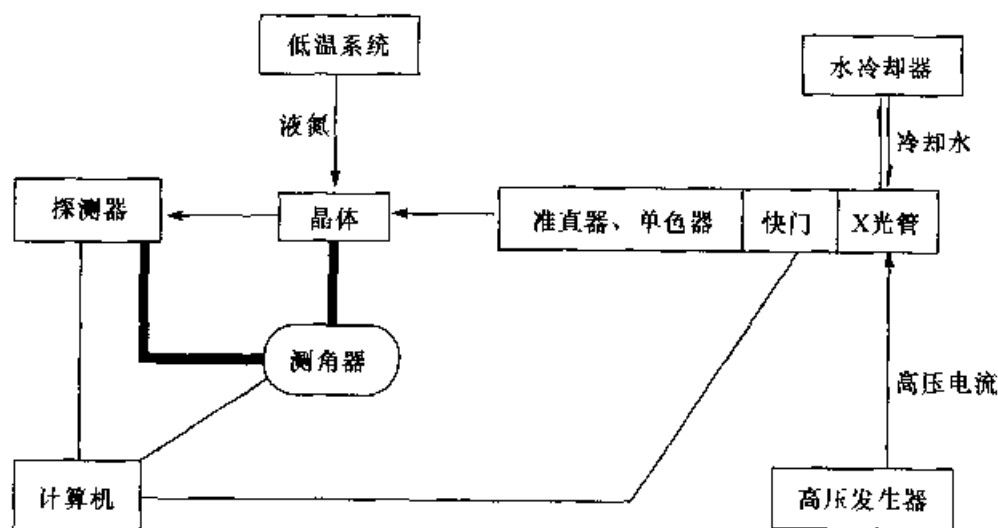 低温系统
水冷却器
液氮
冷却水
探测器
晶体
准直器、单色器
快门
X光管
测角器
高压电流
计算机
高压发生器